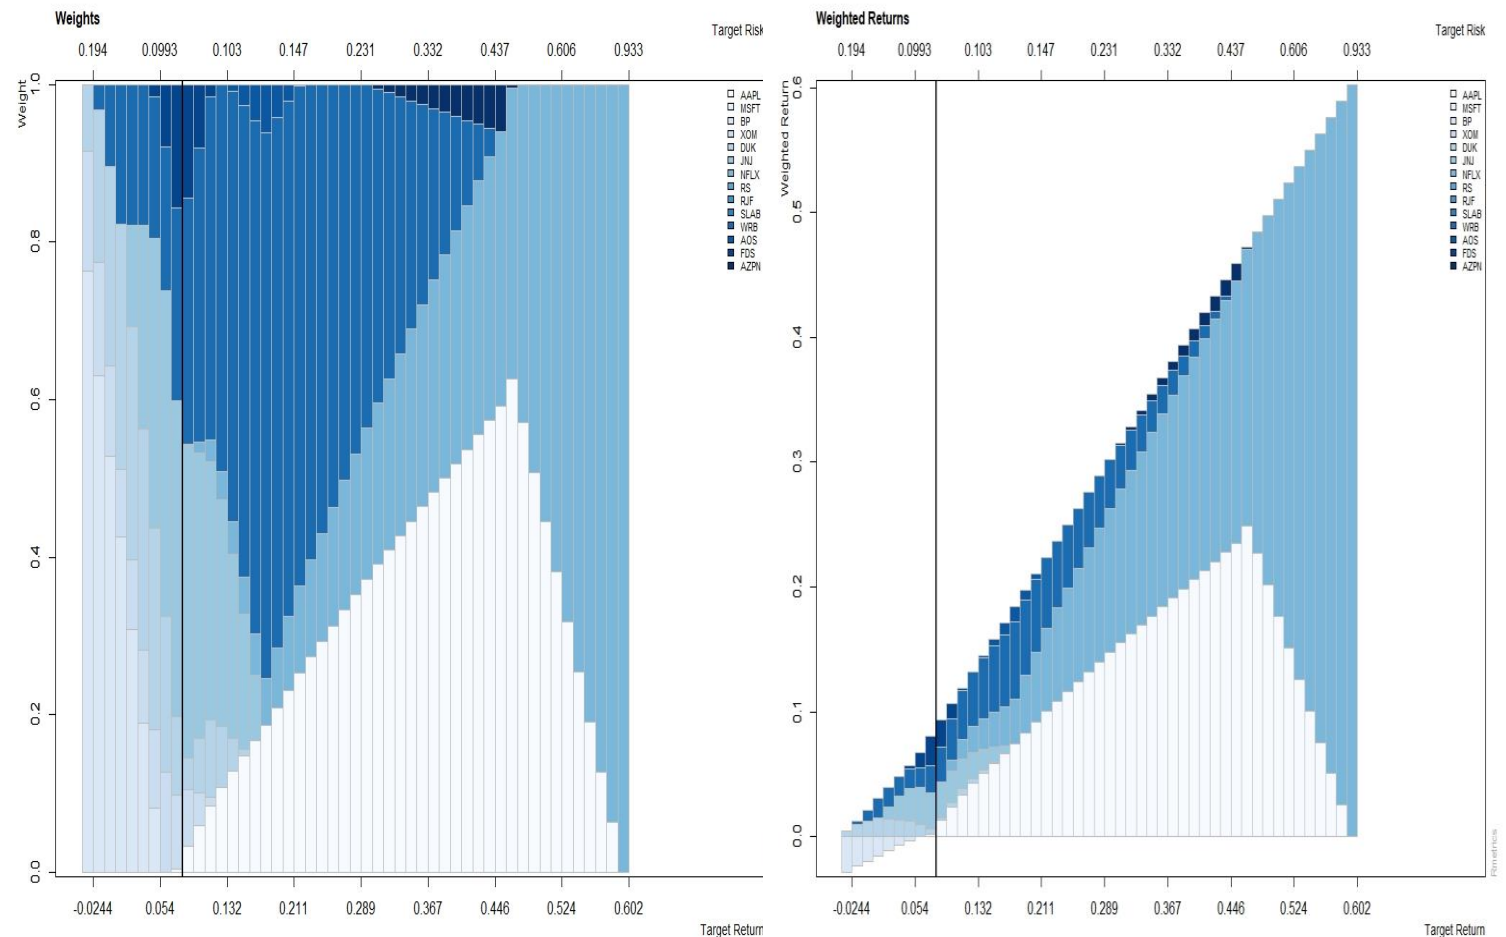 Weights
Target Risk
0.194 0.0993 0.103 0.147 0.231 0.332 0.437 0.606 0.933
Weight
1.0
0.8
0.6
0.4
0.2
0.0
AAPL
MSFT
BP
XOM
DUK
JNJ
NFLX
RS
RJF
SLAB
WRB
AOS
FDS
AZPN
-0.0244 0.054 0.132 0.211 0.289 0.367 0.446 0.524 0.602
Target Return
Weighted Returns
Target Risk
0.194 0.0993 0.103 0.147 0.231 0.332 0.437 0.606 0.933
Weighted Return
0.6
0.5
0.4
0.3
0.2
0.1
0.0
AAPL
MSFT
BP
XOM
DUK
JNJ
NFLX
RS
RJF
SLAB
WRB
AOS
FDS
AZPN
-0.0244 0.054 0.132 0.211 0.289 0.367 0.446 0.524 0.602
Target Return
Rmetrics